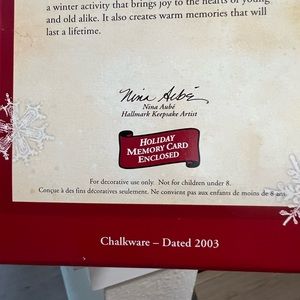 a winter activity that brings joy to the hearts of young
and old alike. It also creates warm memories that will
last a lifetime.
Nina Aubé
Nina Aubé
Hallmark Keepsake Artist
HOLIDAY
MEMORY CARD
ENCLOSED
For decorative use only. Not for children under 8.
Conçue à des fins décoratives seulement. Ne convient pas aux enfants de moins de 8 ans.
Chalkware – Dated 2003